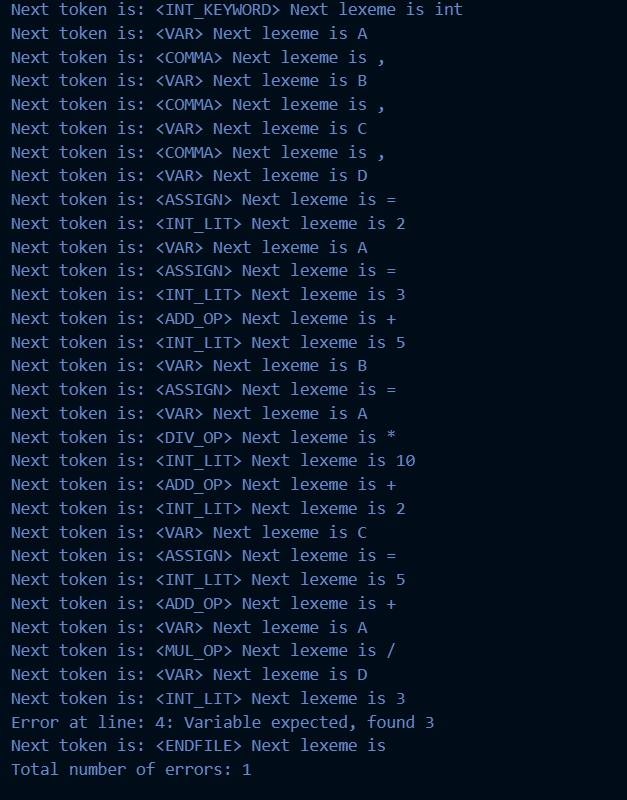 Next token is: <INT_KEYWORD> Next lexeme is int
Next token is: <VAR> Next lexeme is A
Next token is: <COMMA> Next lexeme is ,
Next token is: <VAR> Next lexeme is B
Next token is: <COMMA> Next lexeme is ,
Next token is: <VAR> Next lexeme is C
Next token is: <COMMA> Next lexeme is ,
Next token is: <VAR> Next lexeme is D
Next token is: <ASSIGN> Next lexeme is =
Next token is: <INT_LIT> Next lexeme is 2
Next token is: <VAR> Next lexeme is A
Next token is: <ASSIGN> Next lexeme is =
Next token is: <INT_LIT> Next lexeme is 3
Next token is: <ADD_OP> Next lexeme is +
Next token is: <INT_LIT> Next lexeme is 5
Next token is: <VAR> Next lexeme is B
Next token is: <ASSIGN> Next lexeme is =
Next token is: <VAR> Next lexeme is A
Next token is: <DIV_OP> Next lexeme is *
Next token is: <INT_LIT> Next lexeme is 10
Next token is: <ADD_OP> Next lexeme is +
Next token is: <INT_LIT> Next lexeme is 2
Next token is: <VAR> Next lexeme is C
Next token is: <ASSIGN> Next lexeme is =
Next token is: <INT_LIT> Next lexeme is 5
Next token is: <ADD_OP> Next lexeme is +
Next token is: <VAR> Next lexeme is A
Next token is: <MUL_OP> Next lexeme is /
Next token is: <VAR> Next lexeme is D
Next token is: <INT_LIT> Next lexeme is 3
Error at line: 4: Variable expected, found 3
Next token is: <ENDFILE> Next lexeme is
Total number of errors: 1